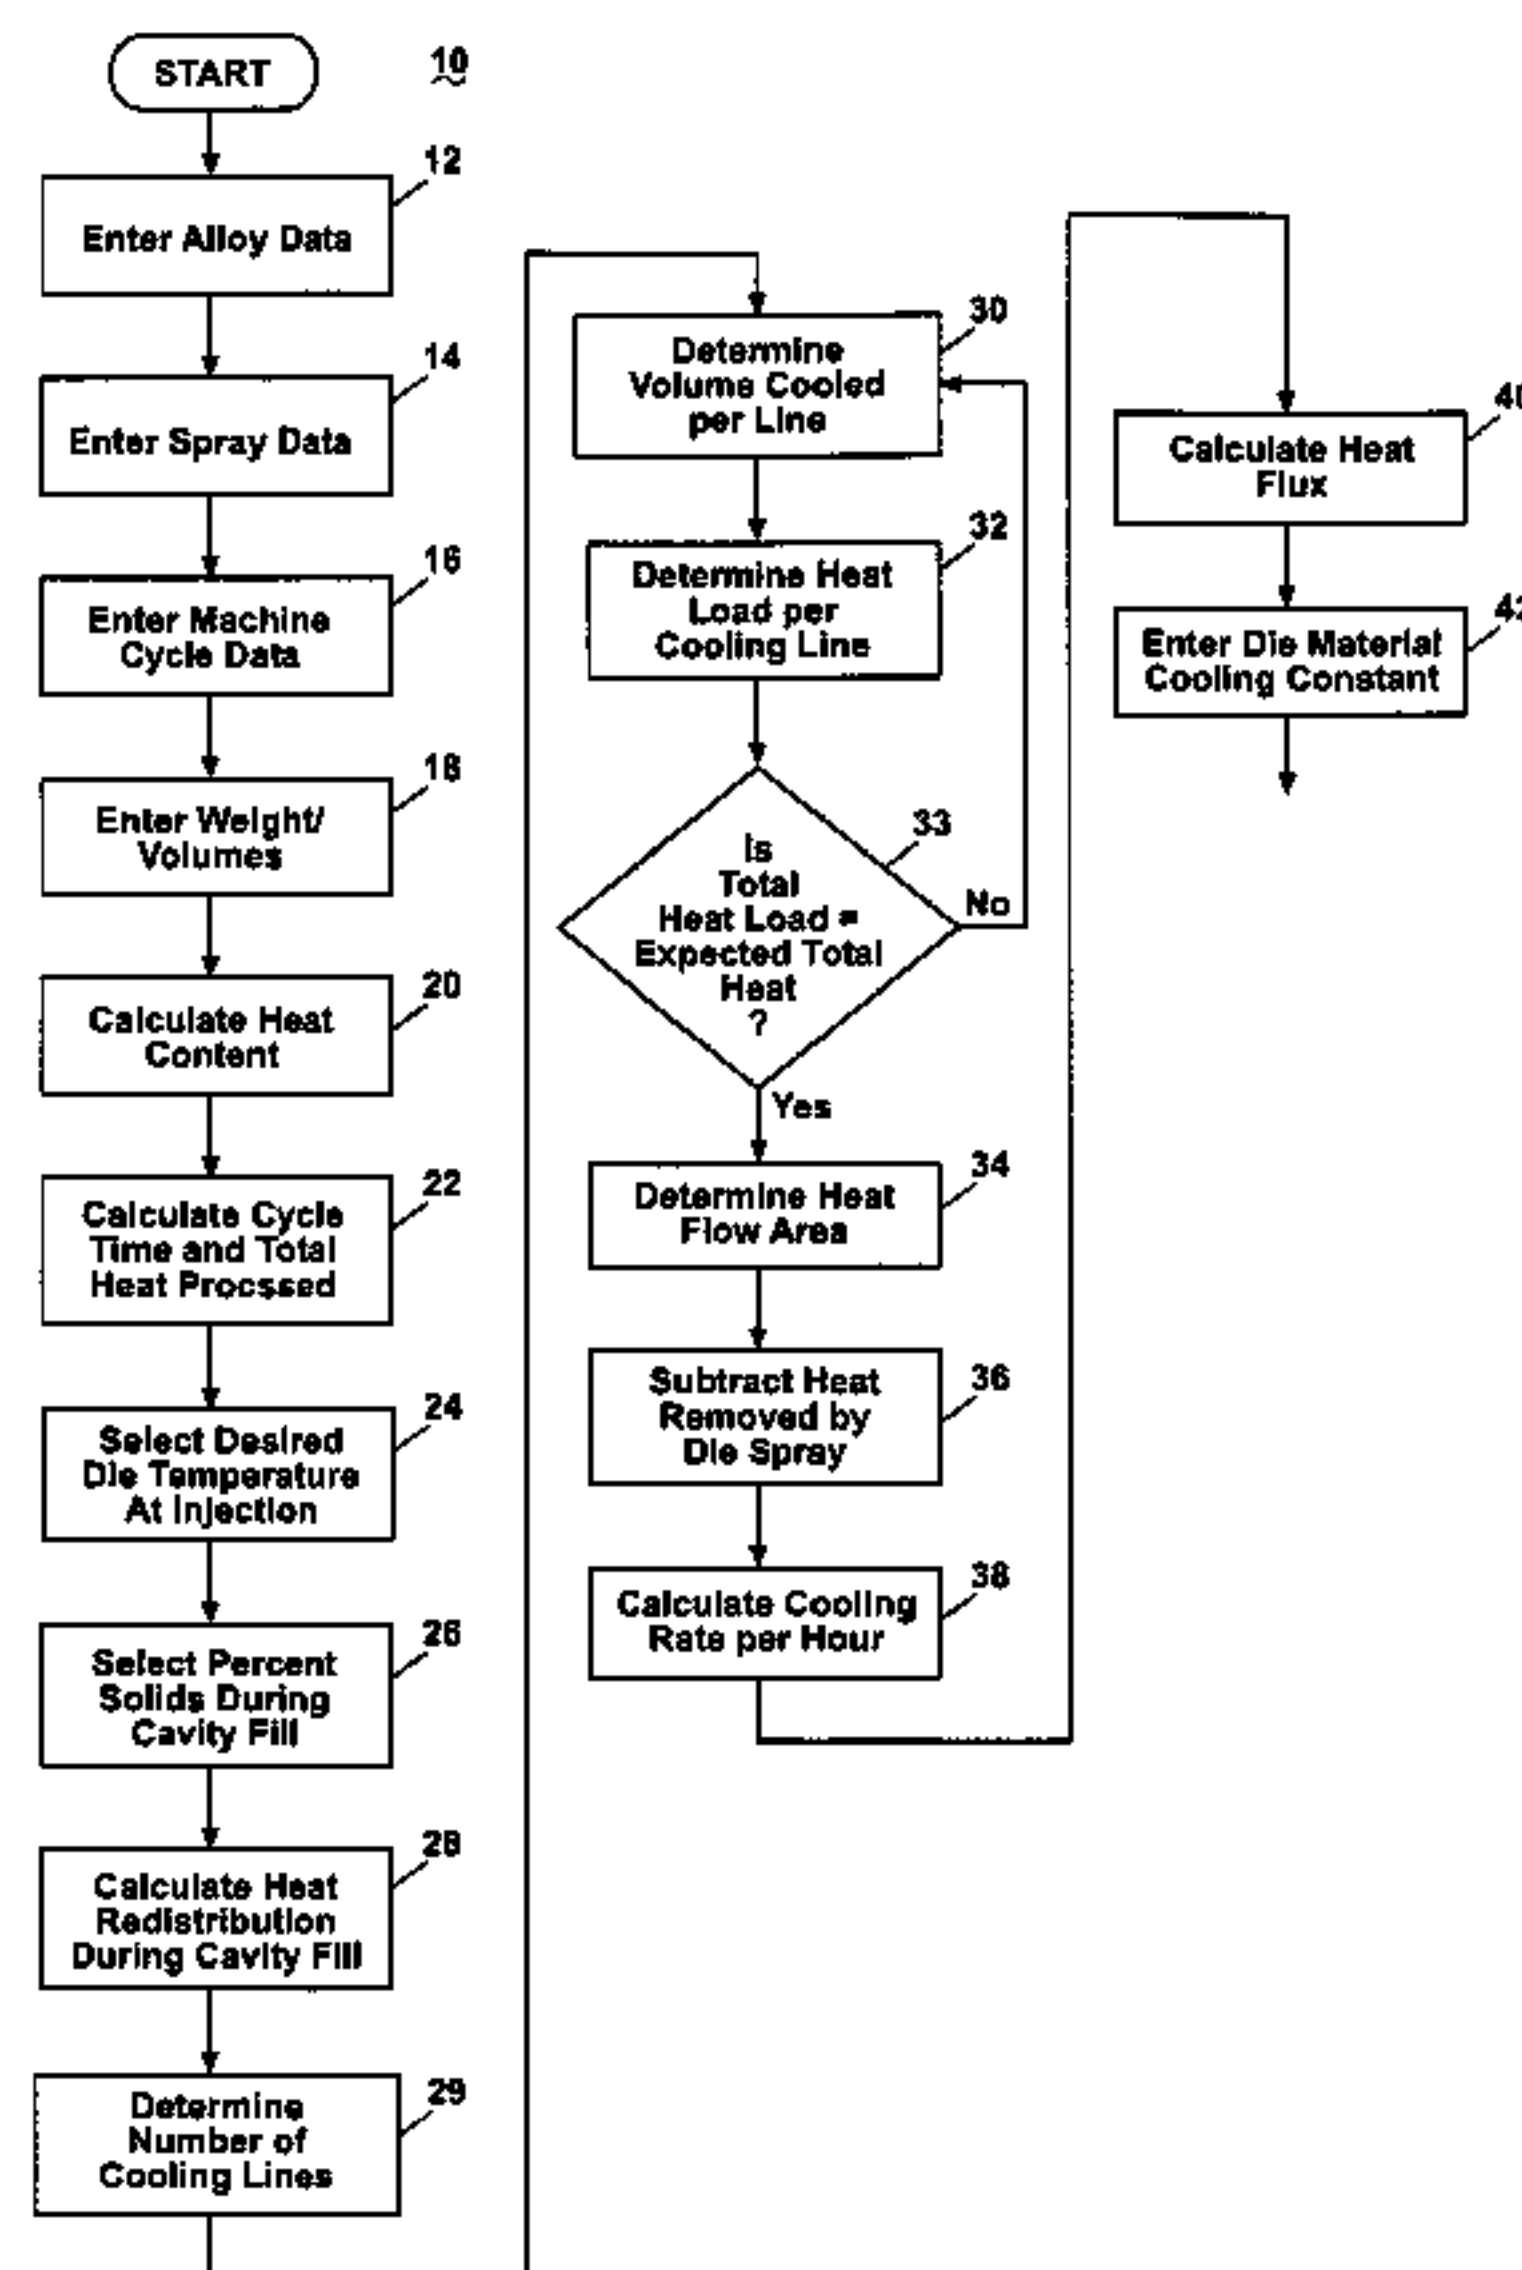 START
10
12
Enter Alloy Data
14
Enter Spray Data
16
Enter Machine
Cycle Data
18
Enter Weight/
Volumes
20
Calculate Heat
Content
22
Calculate Cycle
Time and Total
Heat Procssed
24
Select Desired
Die Temperature
At Injection
26
Select Percent
Solids During
Cavity Fill
28
Calculate Heat
Redistribution
During Cavity Fill
29
Determine
Number of
Cooling Lines
30
Determine
Volume Cooled
per Line
32
Determine Heat
Load per
Cooling Line
33
Is
Total
Heat Load =
Expected Total
Heat
?
No
Yes
34
Determine Heat
Flow Area
36
Subtract Heat
Removed by
Die Spray
38
Calculate Cooling
Rate per Hour
40
Calculate Heat
Flux
42
Enter Die Material
Cooling Constant